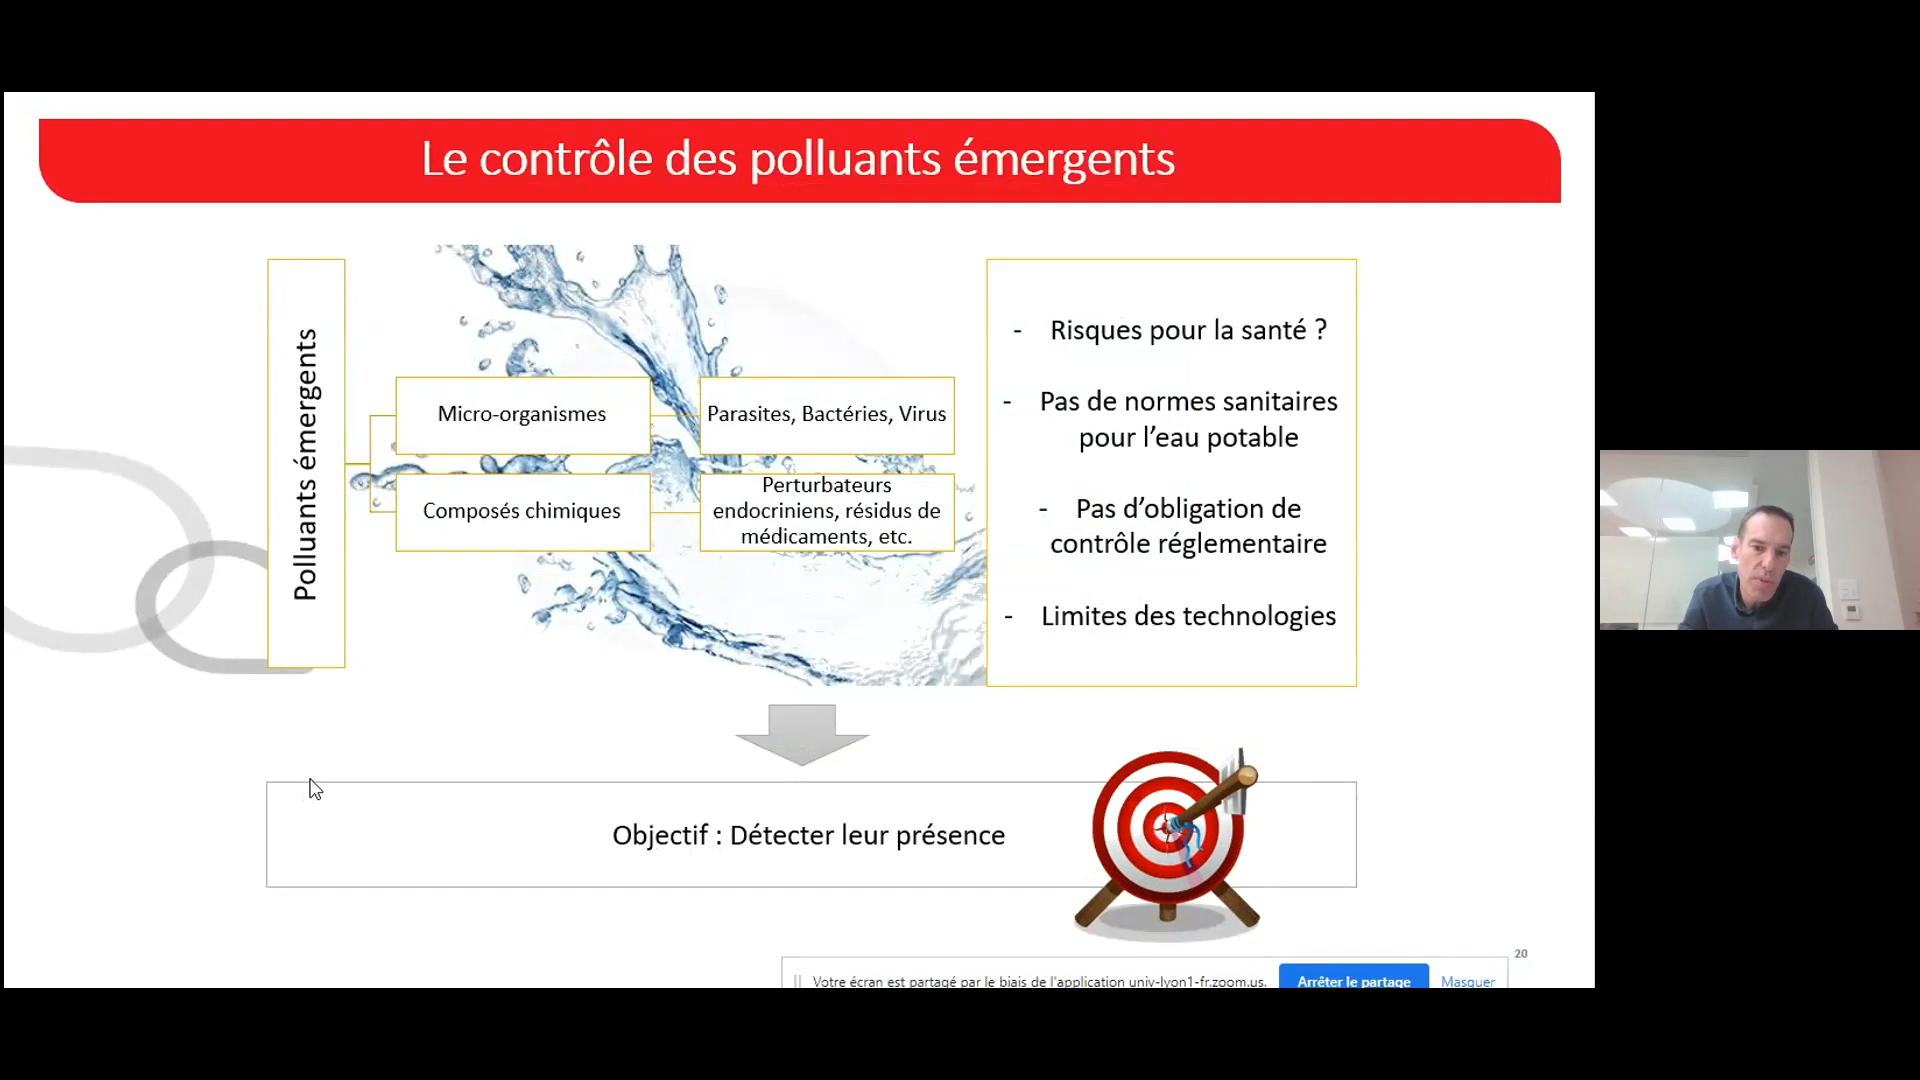 Le contrôle des polluants émergents
Polluants émergents
Micro-organismes
Parasites, Bactéries, Virus
Composés chimiques
Perturbateurs
endocriniens, résidus de
médicaments, etc.
- Risques pour la santé ?
- Pas de normes sanitaires
pour l’eau potable
- Pas d’obligation de
contrôle réglementaire
- Limites des technologies
Objectif : Détecter leur présence
20
Votre écran est partagé par le biais de l'application univ-lyon1-fr.zoom.us.
Arrêter le partage
Masquer